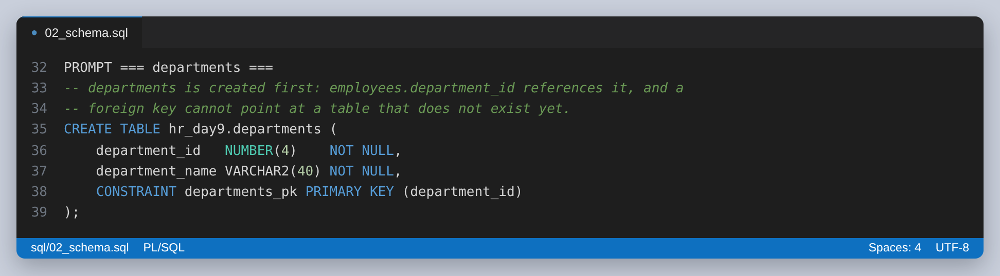 02_schema.sql
32 PROMPT === departments ===
33 -- departments is created first: employees.department_id references it, and a
34 -- foreign key cannot point at a table that does not exist yet.
35 CREATE TABLE hr_day9.departments (
36     department_id   NUMBER(4)    NOT NULL,
37     department_name VARCHAR2(40) NOT NULL,
38     CONSTRAINT departments_pk PRIMARY KEY (department_id)
39 );
sql/02_schema.sql PL/SQL Spaces: 4 UTF-8